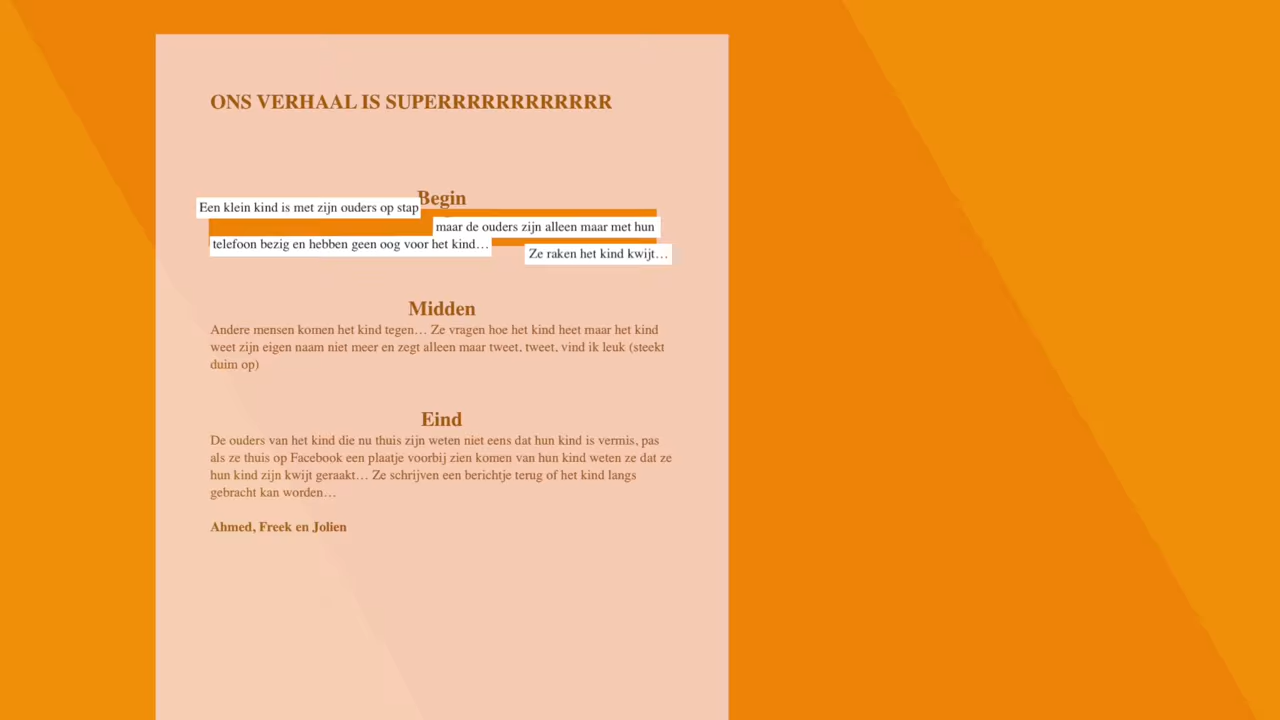 ONS VERHAAL IS SUPERRRRRRRRRRRR
Begin
Een klein kind is met zijn ouders op stap
maar de ouders zijn alleen maar met hun
telefoon bezig en hebben geen oog voor het kind…
Ze raken het kind kwijt…
Midden
Andere mensen komen het kind tegen… Ze vragen hoe het kind heet maar het kind
weet zijn eigen naam niet meer en zegt alleen maar tweet, tweet, vind ik leuk (steekt
duim op)
Eind
De ouders van het kind die nu thuis zijn weten niet eens dat hun kind is vermis, pas
als ze thuis op Facebook een plaatje voorbij zien komen van hun kind weten ze dat ze
hun kind zijn kwijt geraakt… Ze schrijven een berichtje terug of het kind langs
gebracht kan worden…
Ahmed, Freek en Jolien